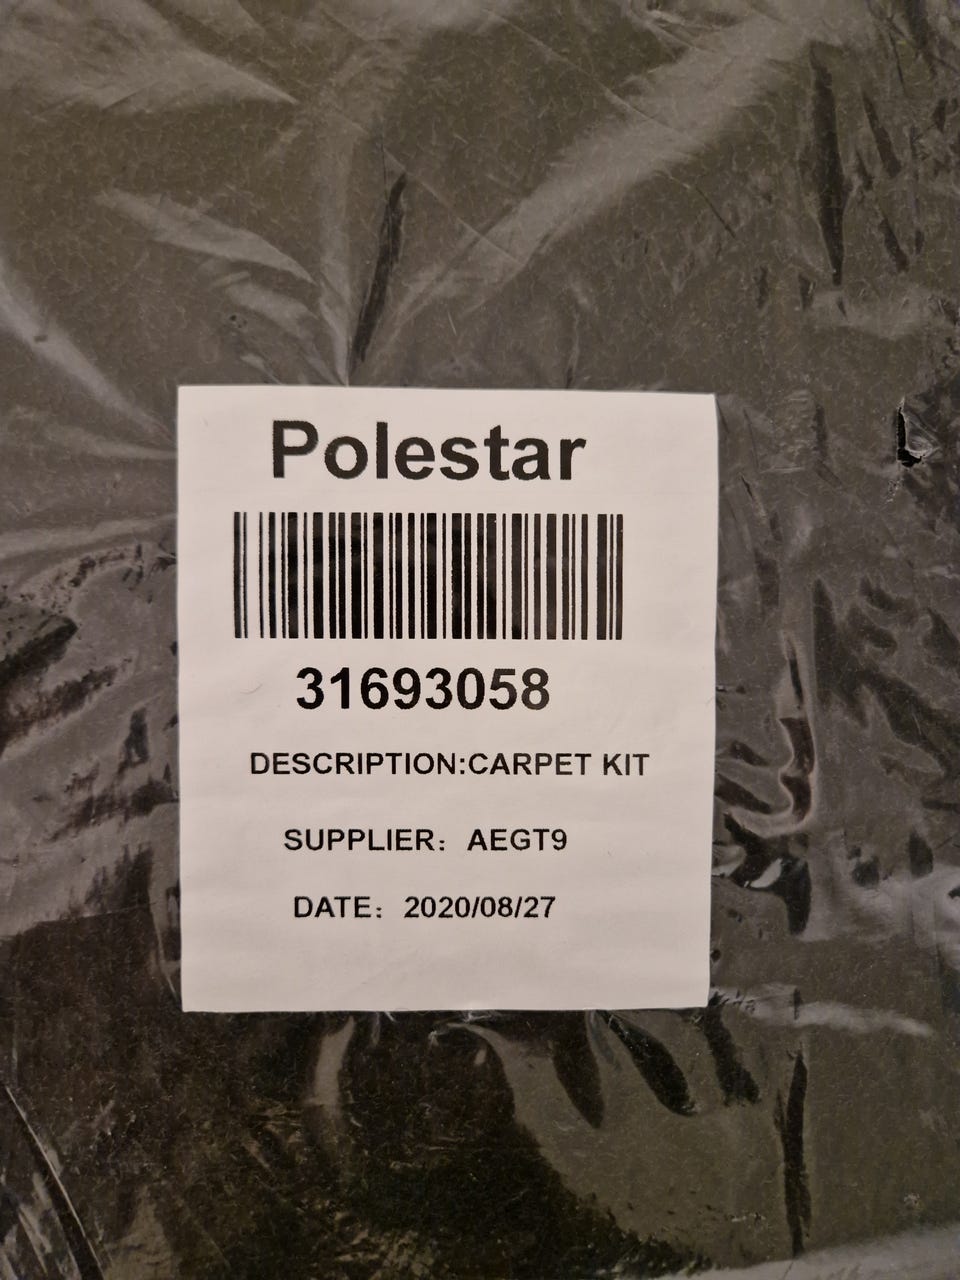 Polestar
31693058
DESCRIPTION:CARPET KIT
SUPPLIER: AEGT9
DATE: 2020/08/27